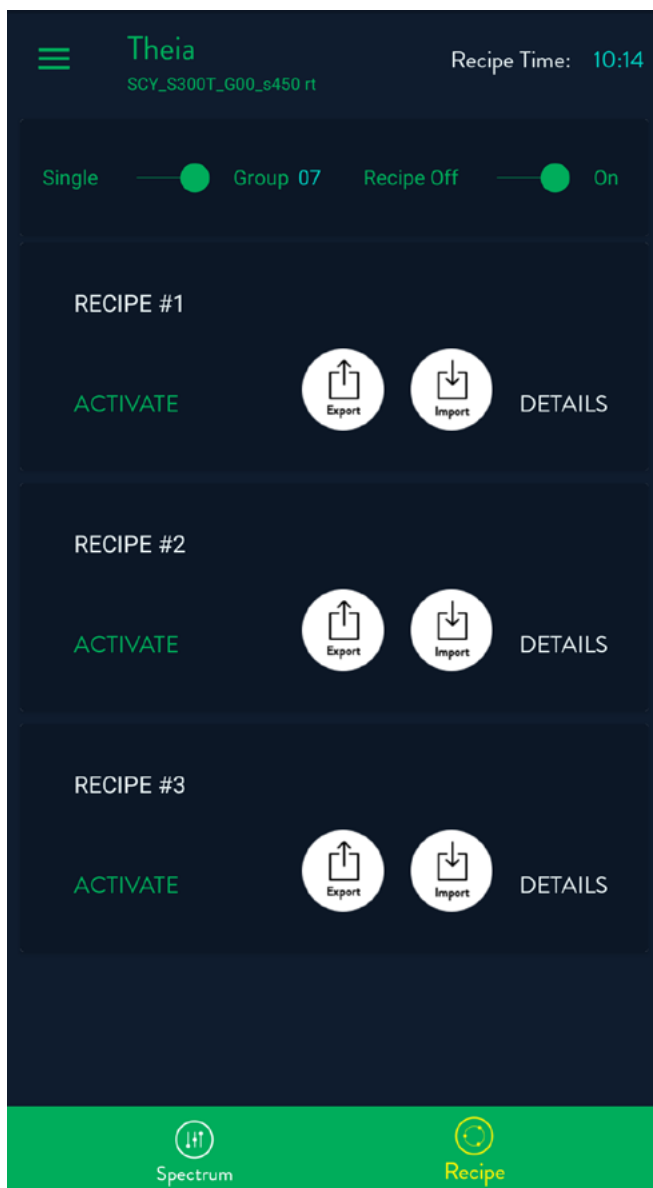 Theia
Recipe Time: 10:14
SCY_S300T_G00_s450 rt
Single Group 07 Recipe Off On
RECIPE #1
ACTIVATE Export Import DETAILS
RECIPE #2
ACTIVATE Export Import DETAILS
RECIPE #3
ACTIVATE Export Import DETAILS
Spectrum Recipe